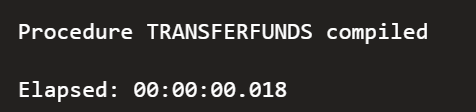 Procedure TRANSFERFUNDS compiled
Elapsed: 00:00:00.018